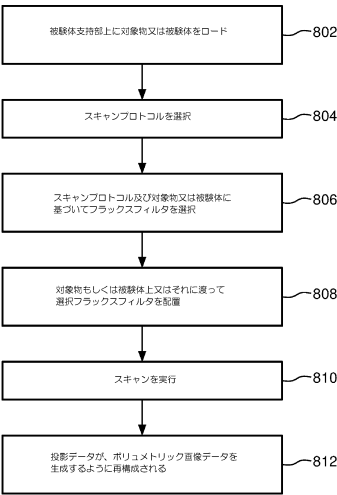 被験体支持部上に対象物又は被験体をロード
802
スキャンプロトコルを選択
804
スキャンプロトコル及び対象物又は被験体に
基づいてフラックスフィルタを選択
806
対象物もしくは被験体上又はそれに渡って
選択フラックスフィルタを配置
808
スキャンを実行
810
投影データが、ボリュメトリック画像データを
生成するように再構成される
812